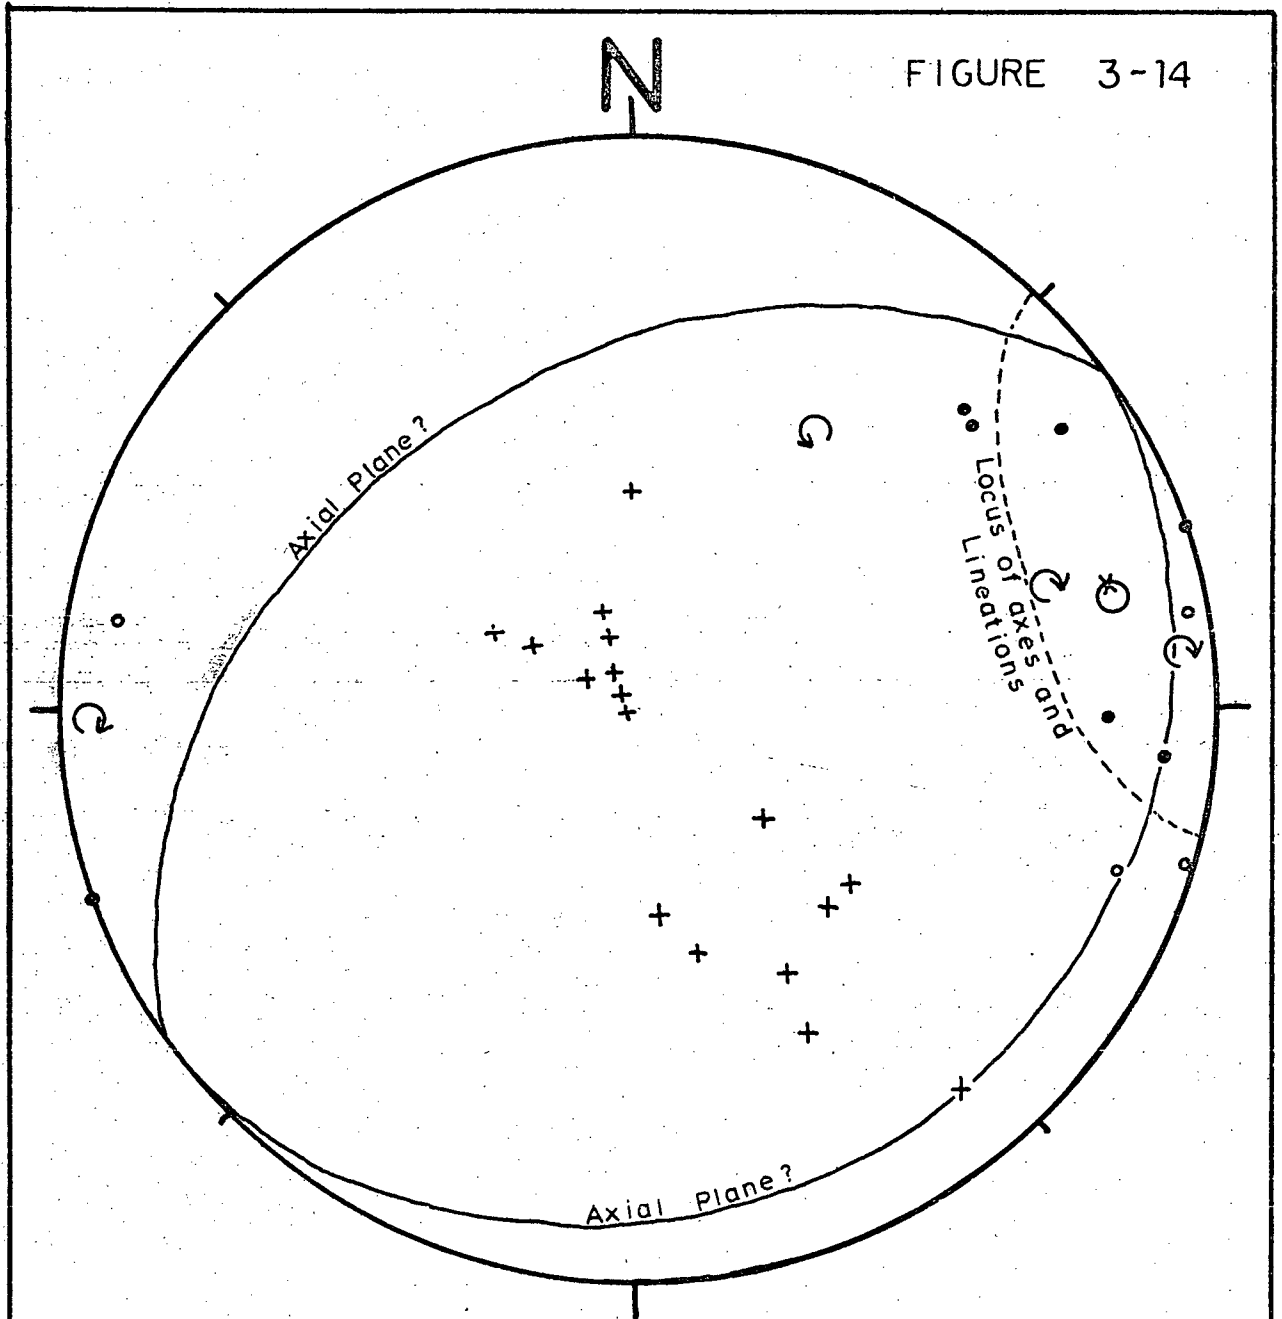 N
FIGURE 3-14
Axial Plane?
Locus of axes and
Lineations
Axial Plane?